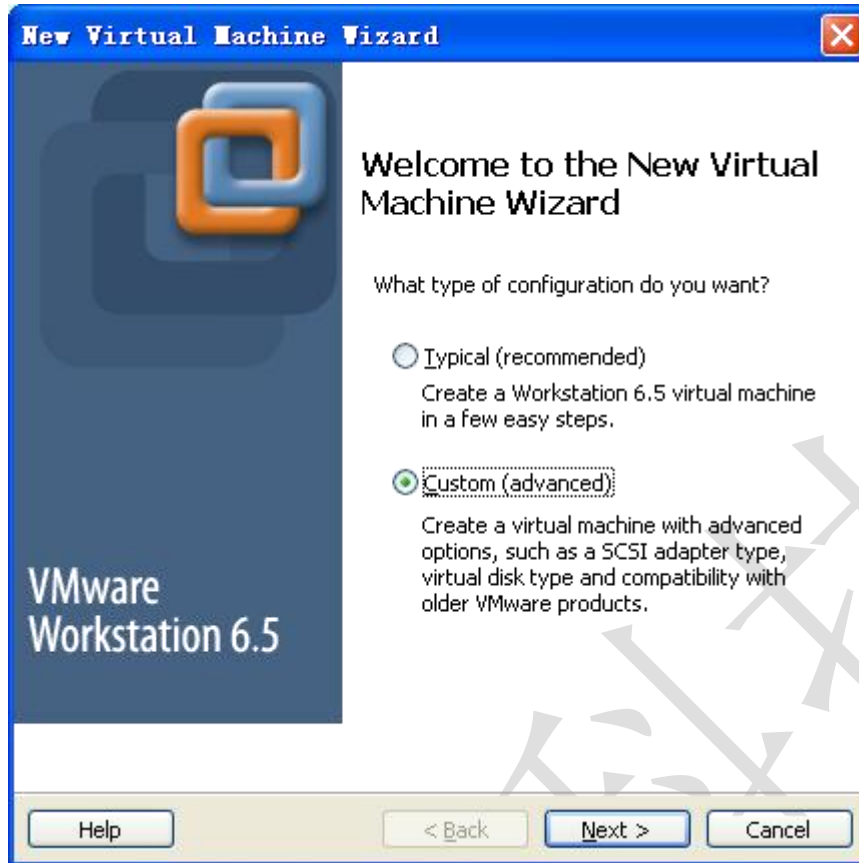 New Virtual Machine Wizard
Welcome to the New Virtual
Machine Wizard
What type of configuration do you want?
Typical (recommended)
Create a Workstation 6.5 virtual machine
in a few easy steps.
Custom (advanced)
Create a virtual machine with advanced
options, such as a SCSI adapter type,
virtual disk type and compatibility with
older VMware products.
VMware
Workstation 6.5
Help
< Back
Next >
Cancel